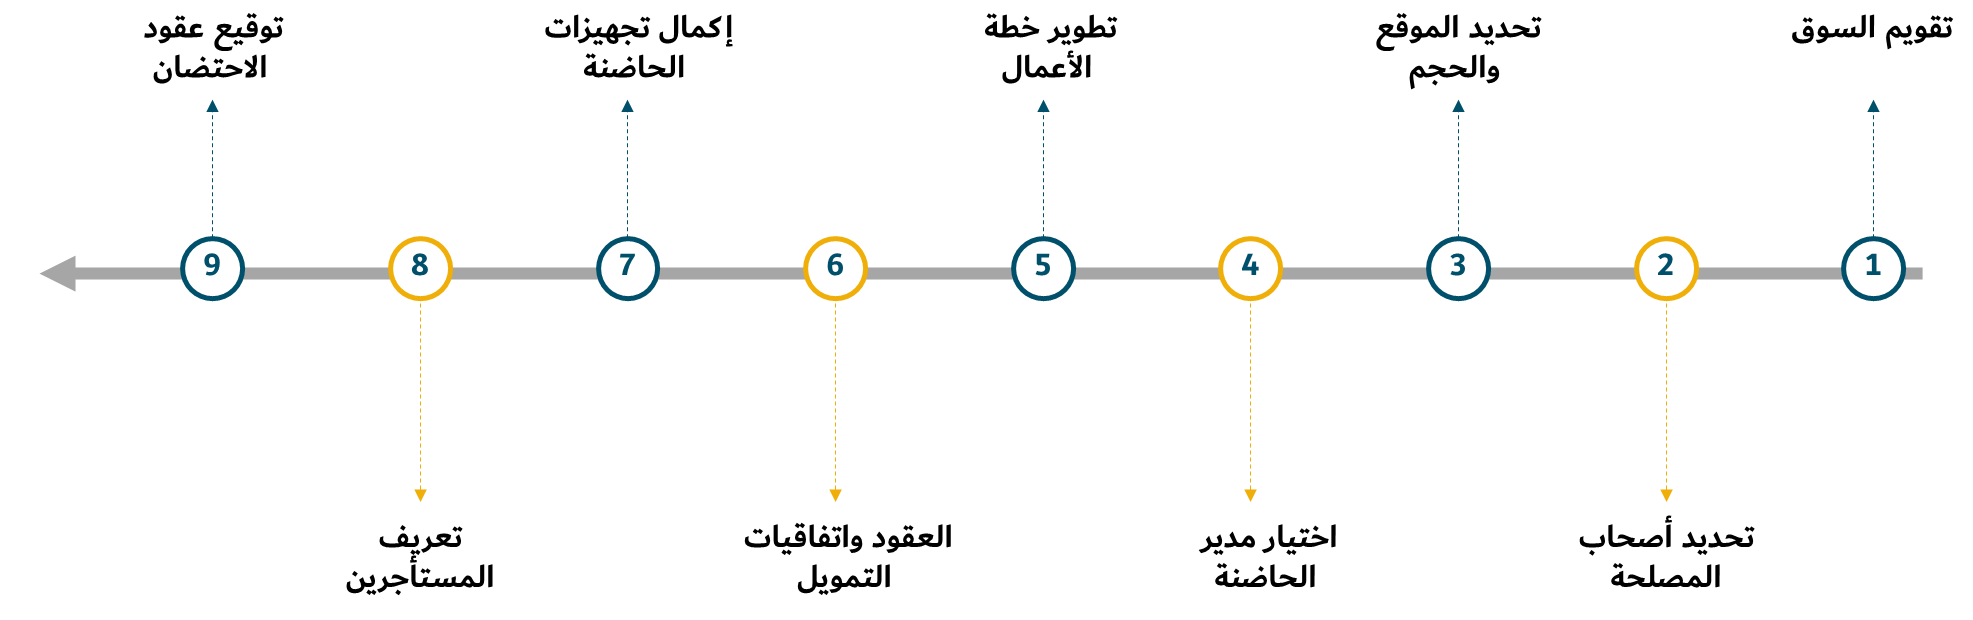 تقويم السوق
تحديد الموقع
والحجم
تطوير خطة
الأعمال
إكمال تجهيزات
الحاضنة
توقيع عقود
الاحتضان
1
2
3
4
5
6
7
8
9
تحديد أصحاب
المصلحة
اختيار مدير
الحاضنة
العقود واتفاقيات
التمويل
تعريف
المستأجرين